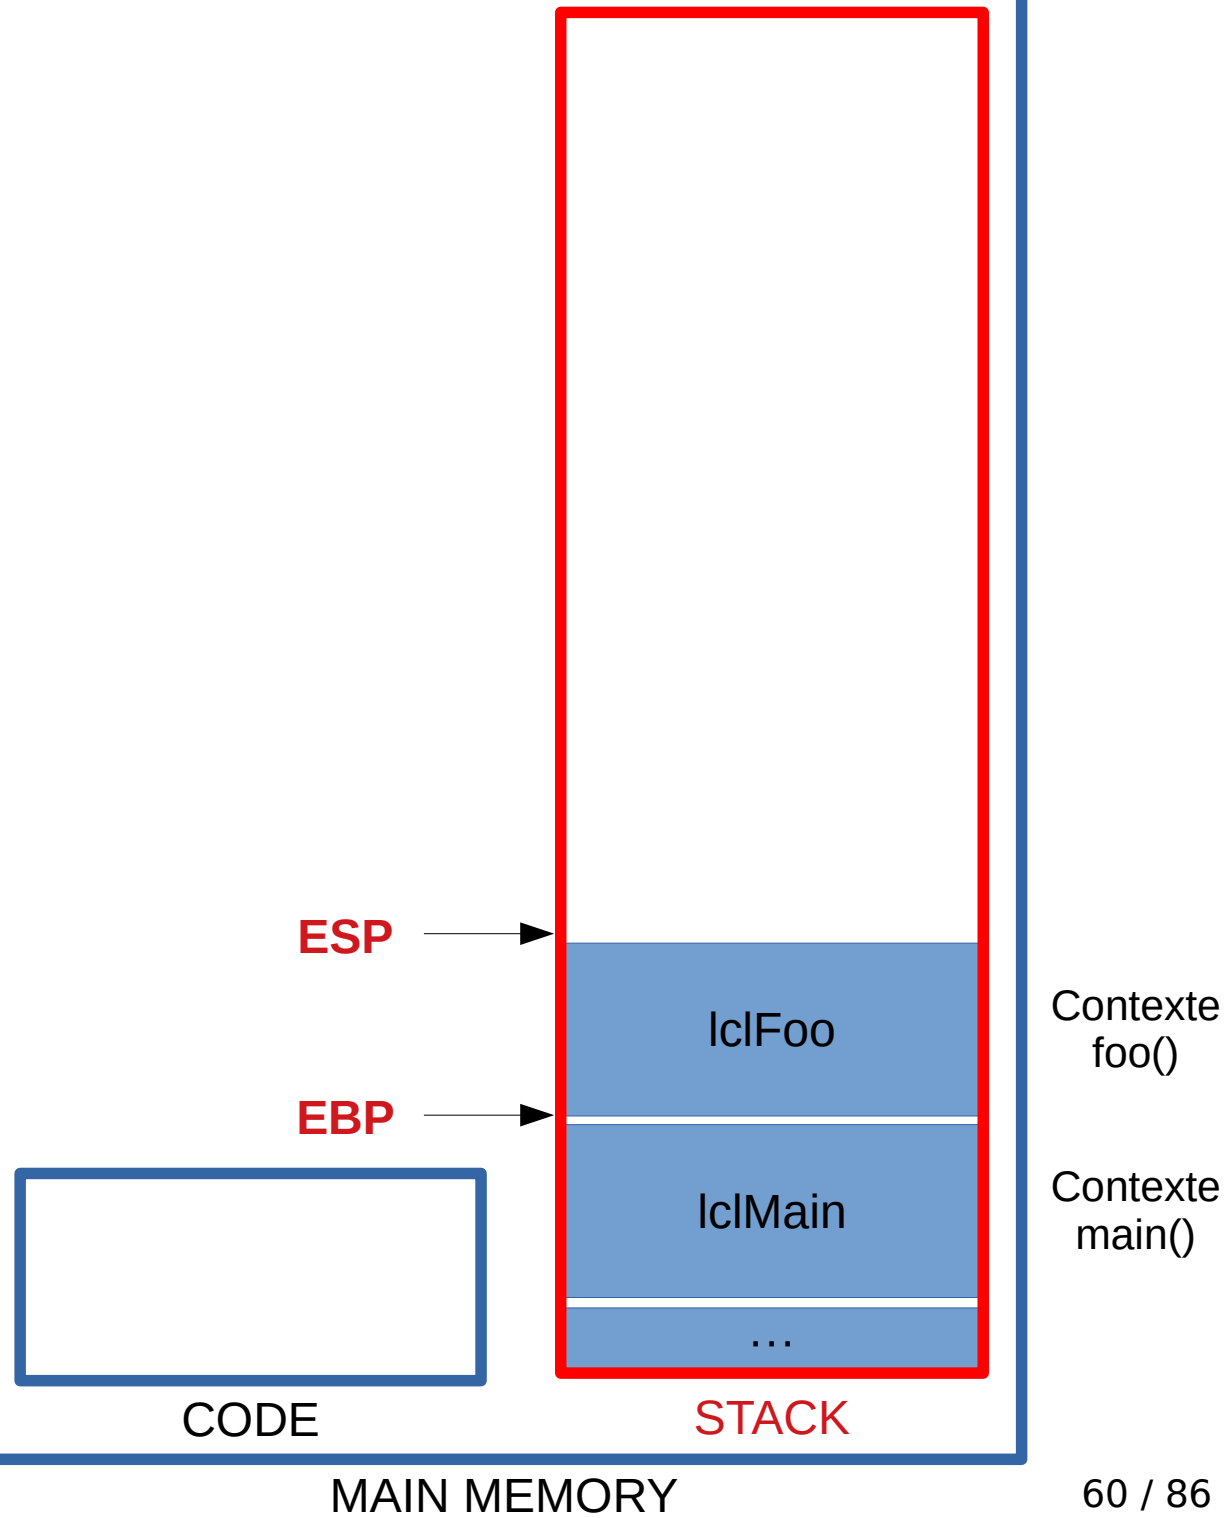 ESP
lclFoo
Contexte
foo()
EBP
lclMain
Contexte
main()
...
CODE
STACK
MAIN MEMORY
60 / 86